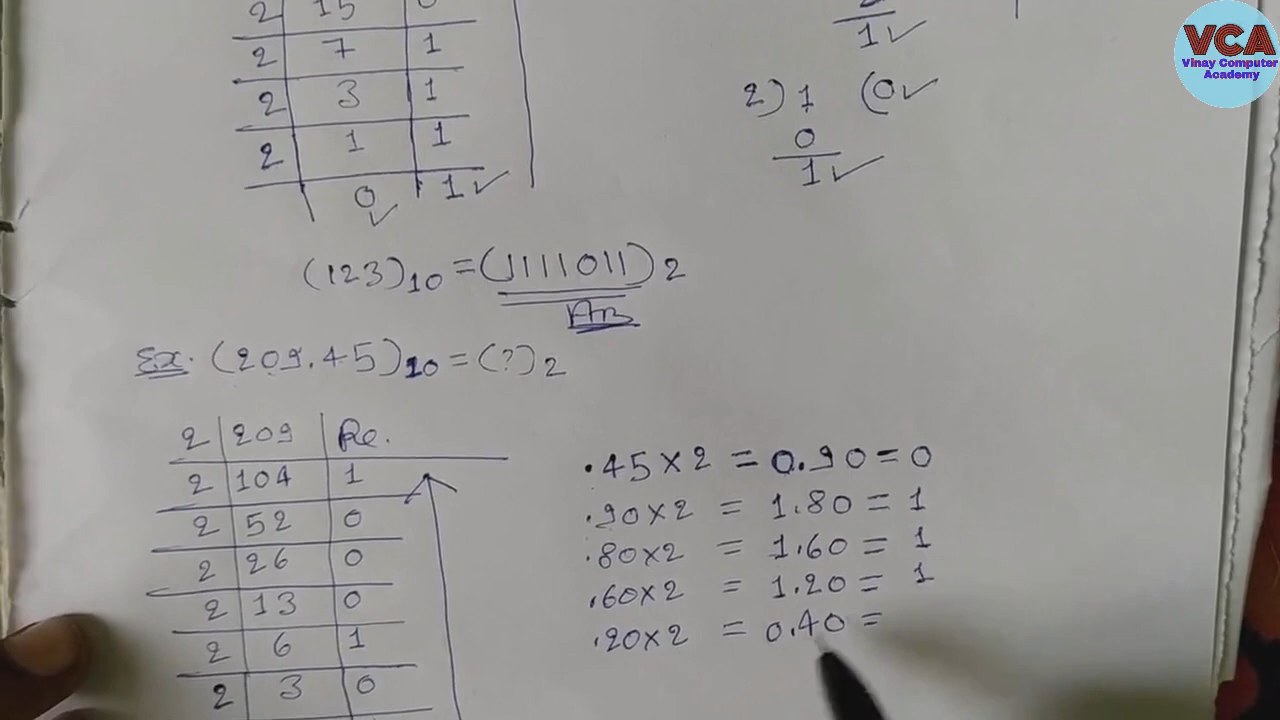 2 | 15 | 0
2 | 7 | 1
2 | 3 | 1
2 | 1 | 1
0 | 1 ✓
✓
1 ✓
2) 1 (0 ✓
0
1 ✓
VCA
Vinay Computer
Academy
(123)10 = (1111011)2
Ex. (209.45)10 = (?)2
2 | 209 | Re.
2 | 104 | 1
2 | 52 | 0
2 | 26 | 0
2 | 13 | 0
2 | 6 | 1
2 | 3 | 0
.45×2 = 0.90 = 0
.90×2 = 1.80 = 1
.80×2 = 1.60 = 1
.60×2 = 1.20 = 1
.20×2 = 0.40 =